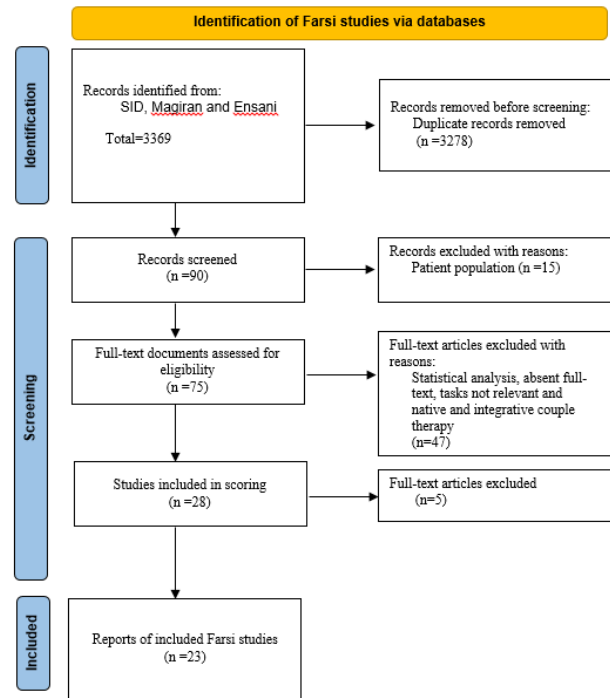 Identification of Farsi studies via databases
Identification
Records identified from:
SID, Magiran and Ensani
Total=3369
Records removed before screening:
Duplicate records removed
(n =3278)
Screening
Records screened
(n =90)
Records excluded with reasons:
Patient population (n =15)
Full-text documents assessed for
eligibility
(n =75)
Full-text articles excluded with
reasons:
Statistical analysis, absent full-
text, tasks not relevant and
native and integrative couple
therapy
(n=47)
Studies included in scoring
(n =28)
Full-text articles excluded
(n=5)
Included
Reports of included Farsi studies
(n =23)